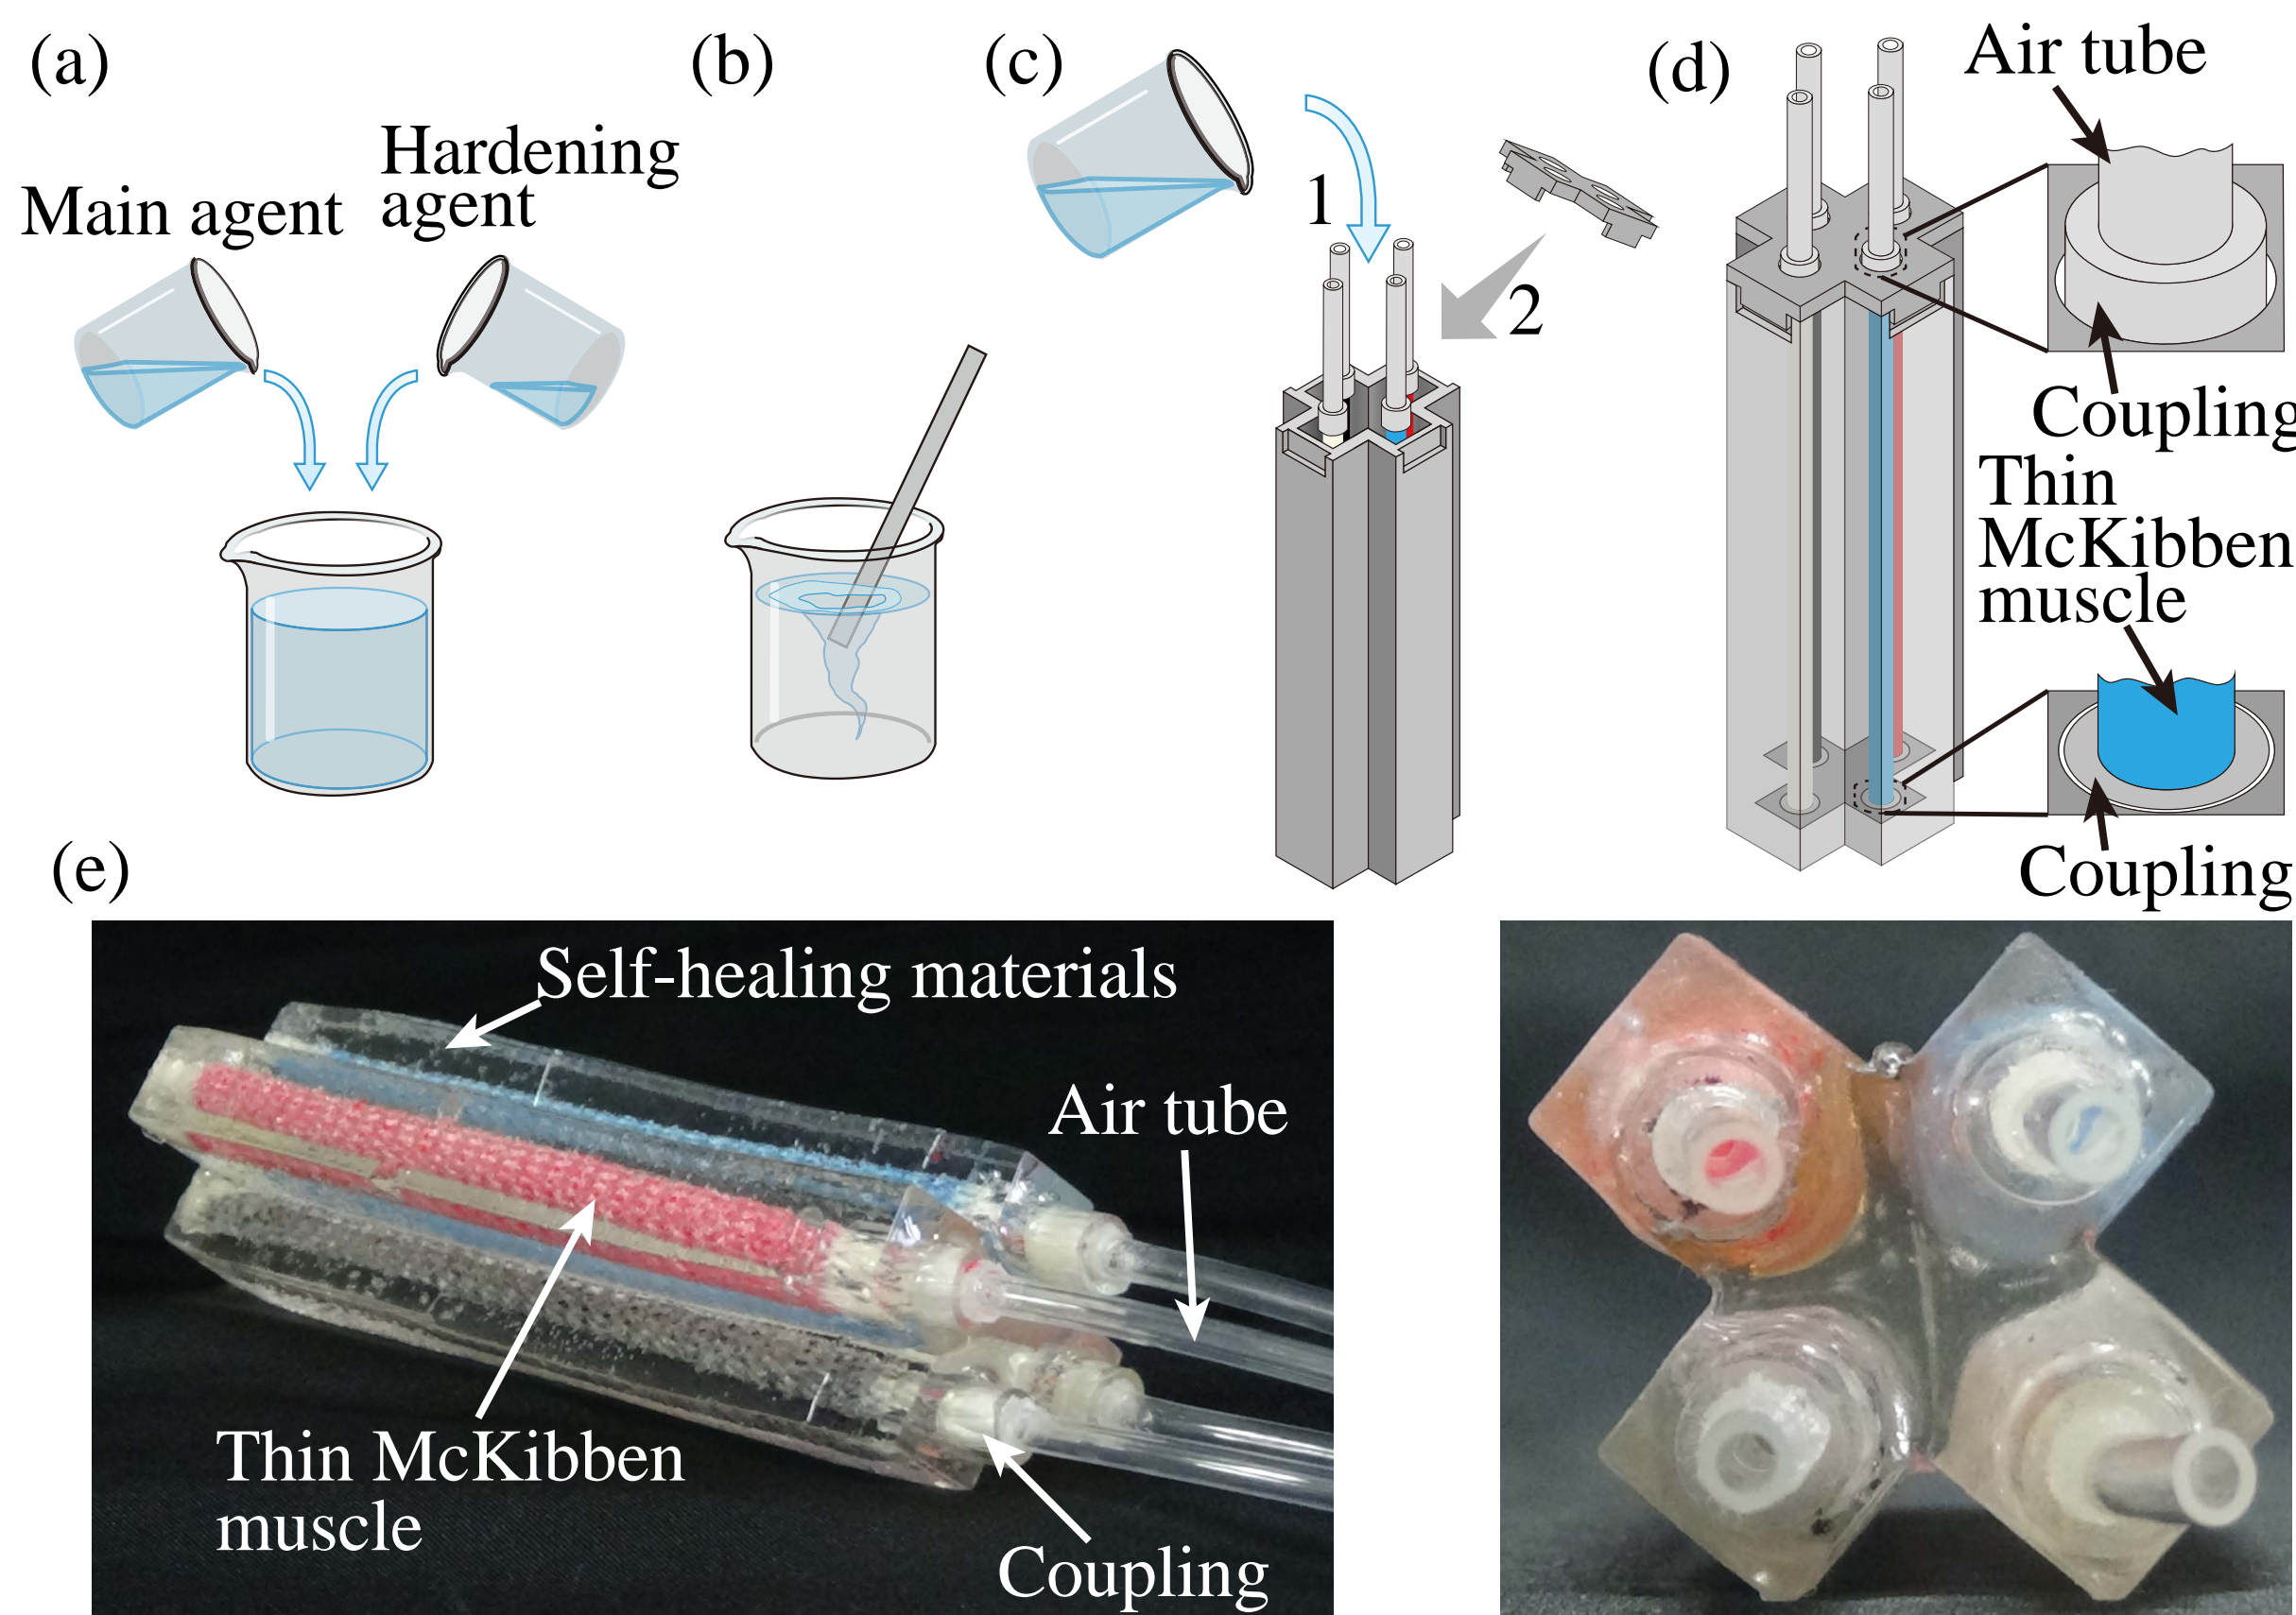 (a)
Main agent
Hardening
agent
(b)
(c)
1
2
(d)
Air tube
Coupling
Thin
McKibben
muscle
Coupling
(e)
Self-healing materials
Air tube
Thin McKibben
muscle
Coupling